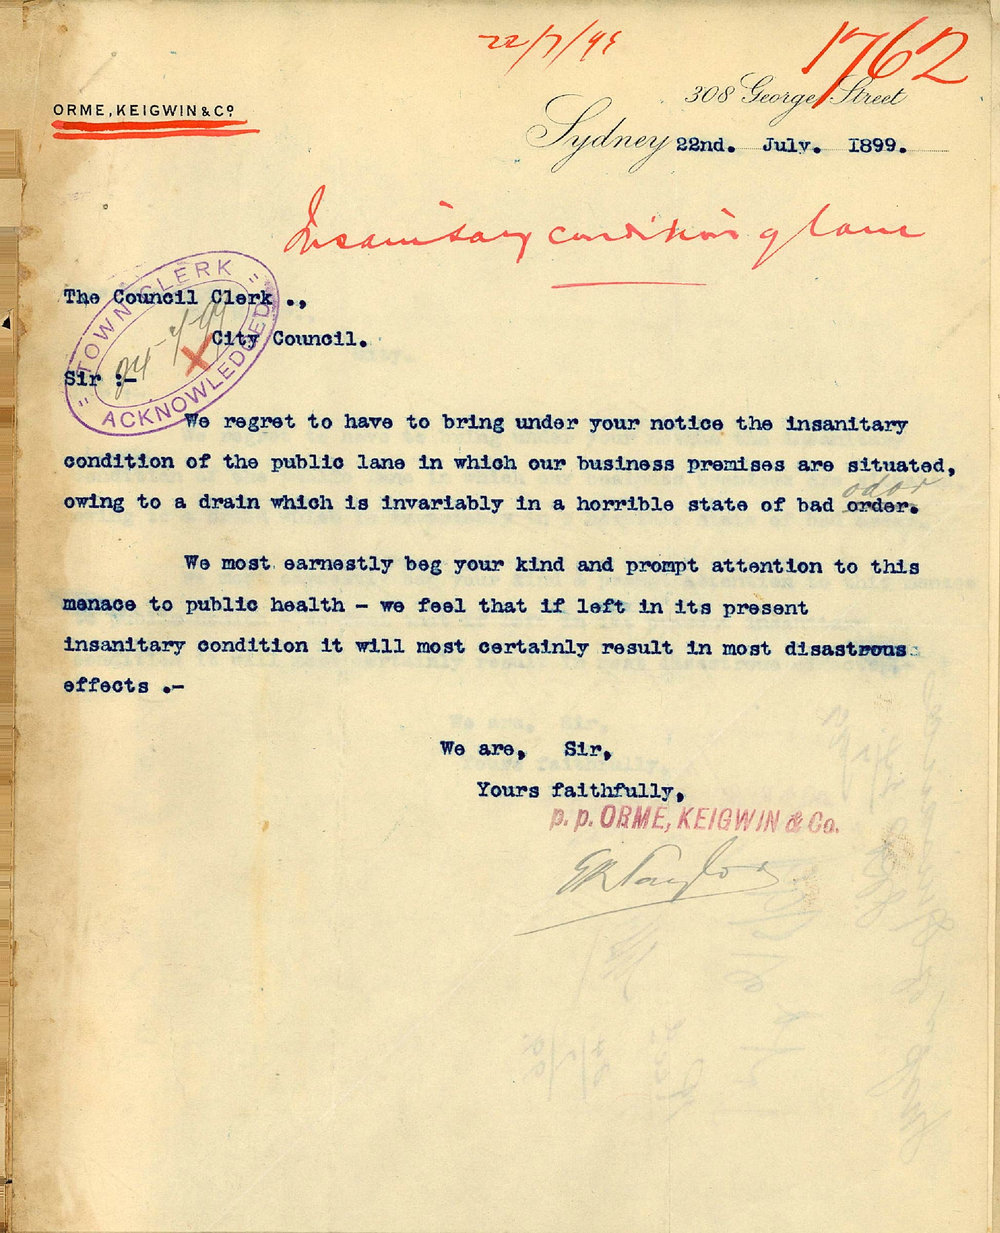 22/7/99
1762
ORME, KEIGWIN & Co.
308 George Street
Sydney 22nd. July. 1899.
Insanitary condition of lane
"TOWN CLERK"
24-7-99
ACKNOWLEDGED
The Council Clerk .,
City Council.
Sir :-
We regret to have to bring under your notice the insanitary
condition of the public lane in which our business premises are situated,
odor
owing to a drain which is invariably in a horrible state of bad order.
We most earnestly beg your kind and prompt attention to this
menace to public health - we feel that if left in its present
insanitary condition it will most certainly result in most disastrous
effects .-
We are, Sir,
Yours faithfully,
p. p. ORME, KEIGWIN & Co.
Taylor